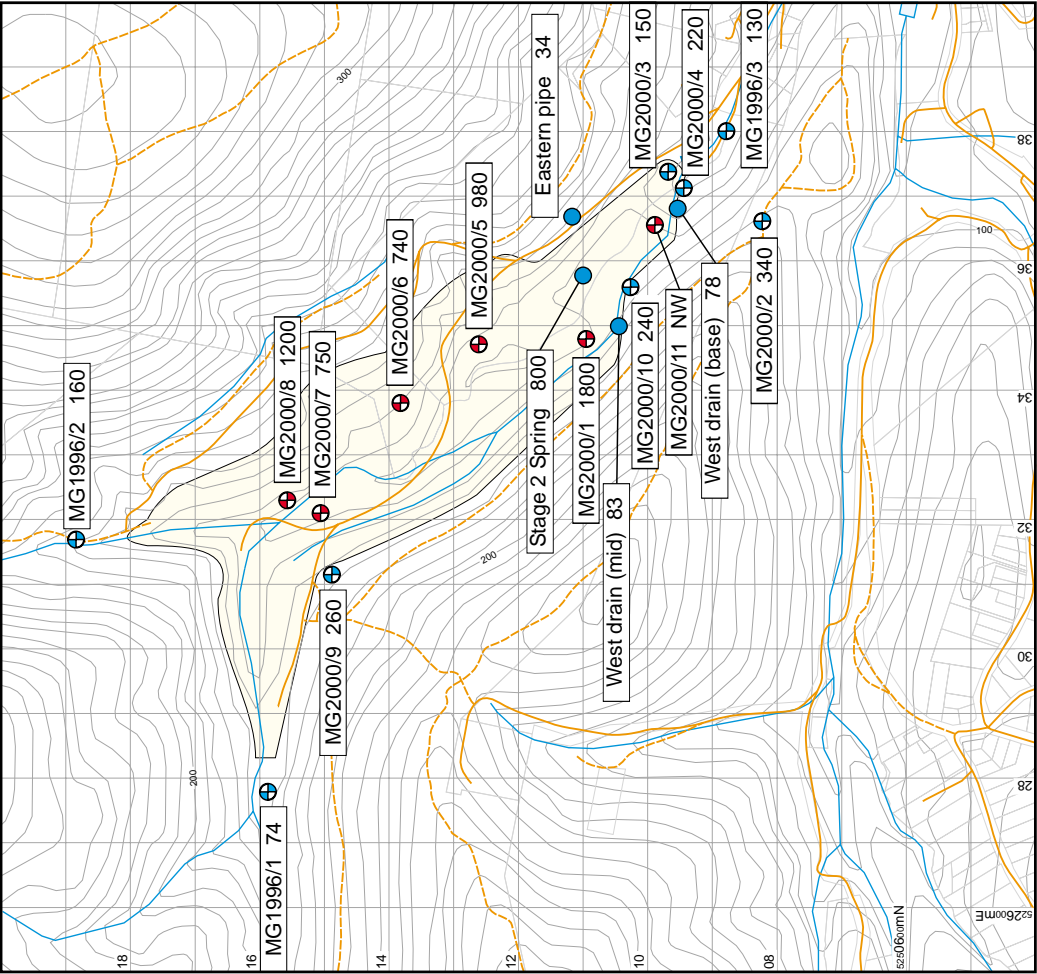 300
Eastern pipe 34
MG2000/3 150
MG2000/4 220
MG1996/3 130
38
100
36
MG2000/5 980
MG2000/6 740
MG2000/8 1200
MG2000/7 750
MG1996/2 160
Stage 2 Spring 800
MG2000/1 1800
West drain (mid) 83
MG2000/10 240
MG2000/11 NW
West drain (base) 78
MG2000/2 340
34
32
200
MG2000/9 260
30
200
28
MG1996/1 74
18
16
14
12
10
08
5250600mN
522600mE